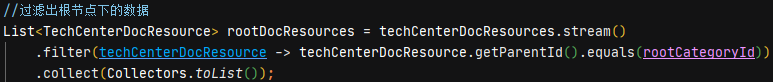 //过滤出根节点下的数据
List<TechCenterDocResource> rootDocResources = techCenterDocResources.stream()
.filter(techCenterDocResource -> techCenterDocResource.getParentId().equals(rootCategoryId))
.collect(Collectors.toList());